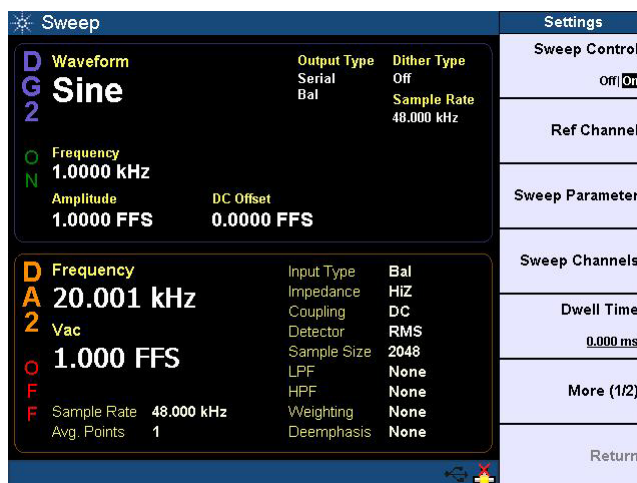 Sweep
Settings
DG2
ON
Waveform
Sine
Output Type
Serial
Bal
Dither Type
Off
Sample Rate
48.000 kHz
Frequency
1.0000 kHz
Amplitude
1.0000 FFS
DC Offset
0.0000 FFS
DA2
OFF
Frequency
20.001 kHz
Vac
1.000 FFS
Sample Rate 48.000 kHz
Avg. Points 1
Input Type Bal
Impedance HiZ
Coupling DC
Detector RMS
Sample Size 2048
LPF None
HPF None
Weighting None
Deemphasis None
Sweep Control
Off|On
Ref Channel
Sweep Parameter
Sweep Channels
Dwell Time
0.000 ms
More (1/2)
Return